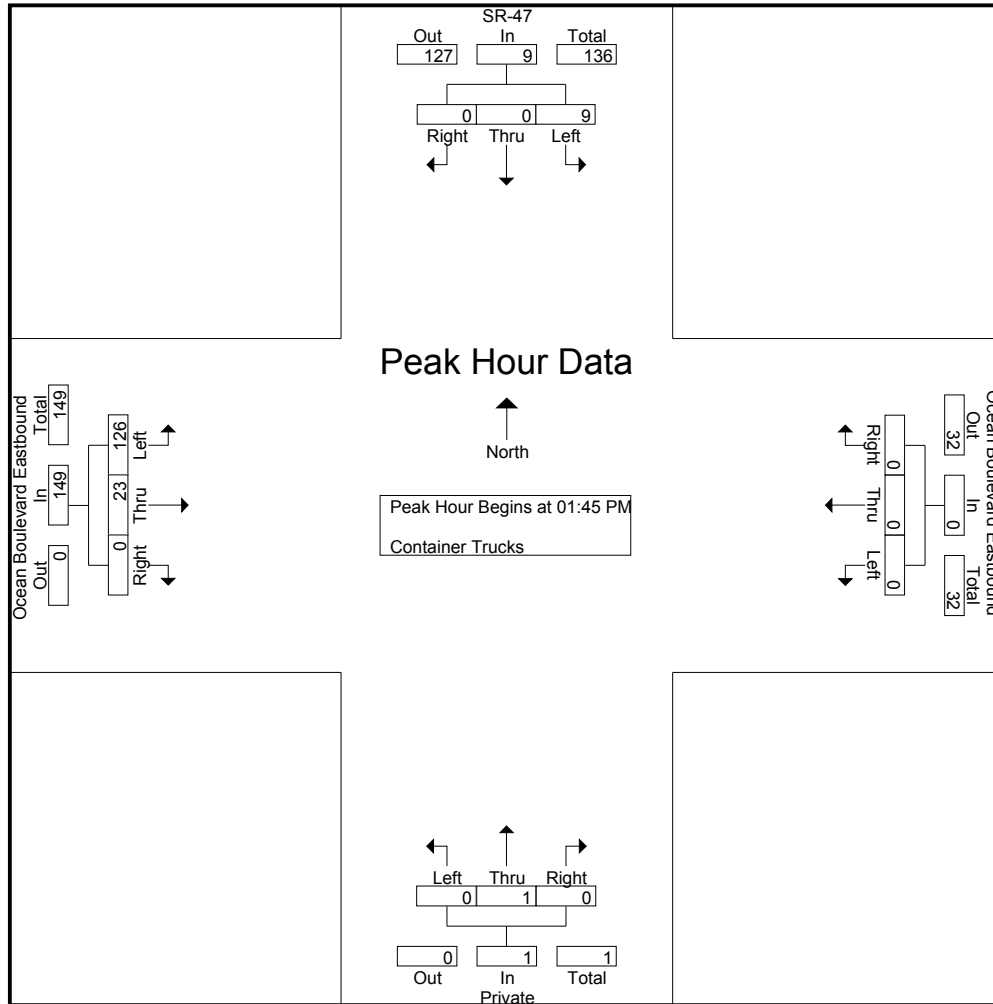 SR-47
Out In Total
127 9 136
0 0 9
Right Thru Left
Peak Hour Data
North
Peak Hour Begins at 01:45 PM
Container Trucks
Ocean Boulevard Eastbound
Out In Total
0 149 149
126 23 0
Left Thru Right
Ocean Boulevard Eastbound
Out In Total
32 0 32
Right Thru Left
0 0 0
Left Thru Right
0 1 0
0 1 1
Out In Total
Private